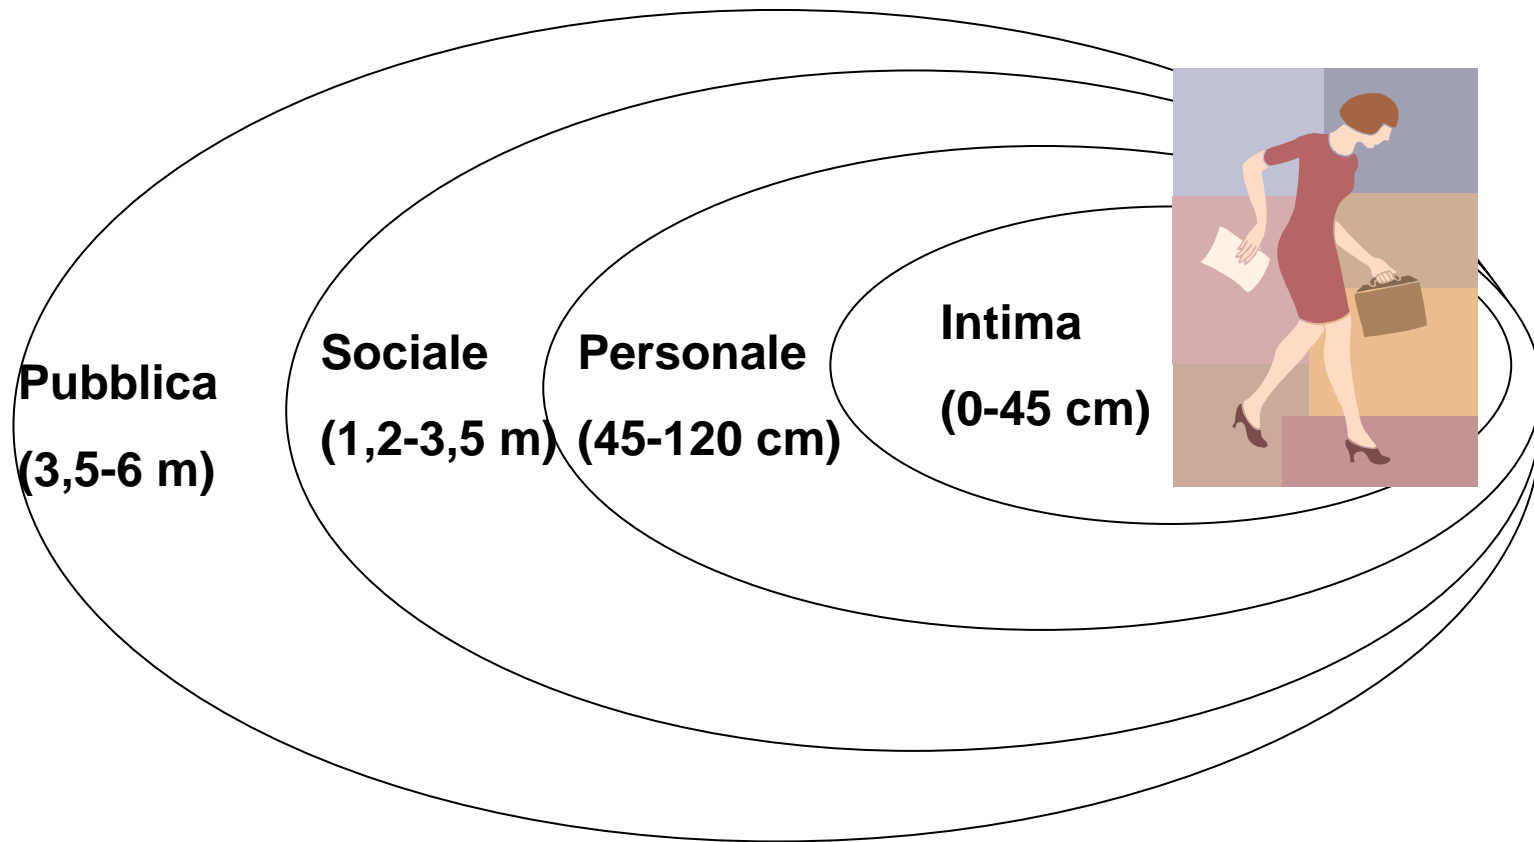 Pubblica
(3,5-6 m)
Sociale
(1,2-3,5 m)
Personale
(45-120 cm)
Intima
(0-45 cm)